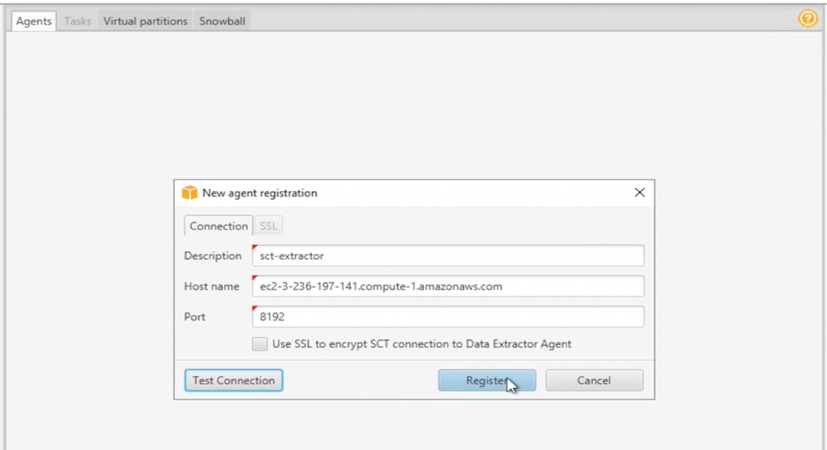 Agents Tasks Virtual partitions Snowball ?
New agent registration
Connection SSL
Description sct-extractor
Host name ec2-3-236-197-141.compute-1.amazonaws.com
Port 8192
Use SSL to encrypt SCT connection to Data Extractor Agent
Test Connection Register Cancel